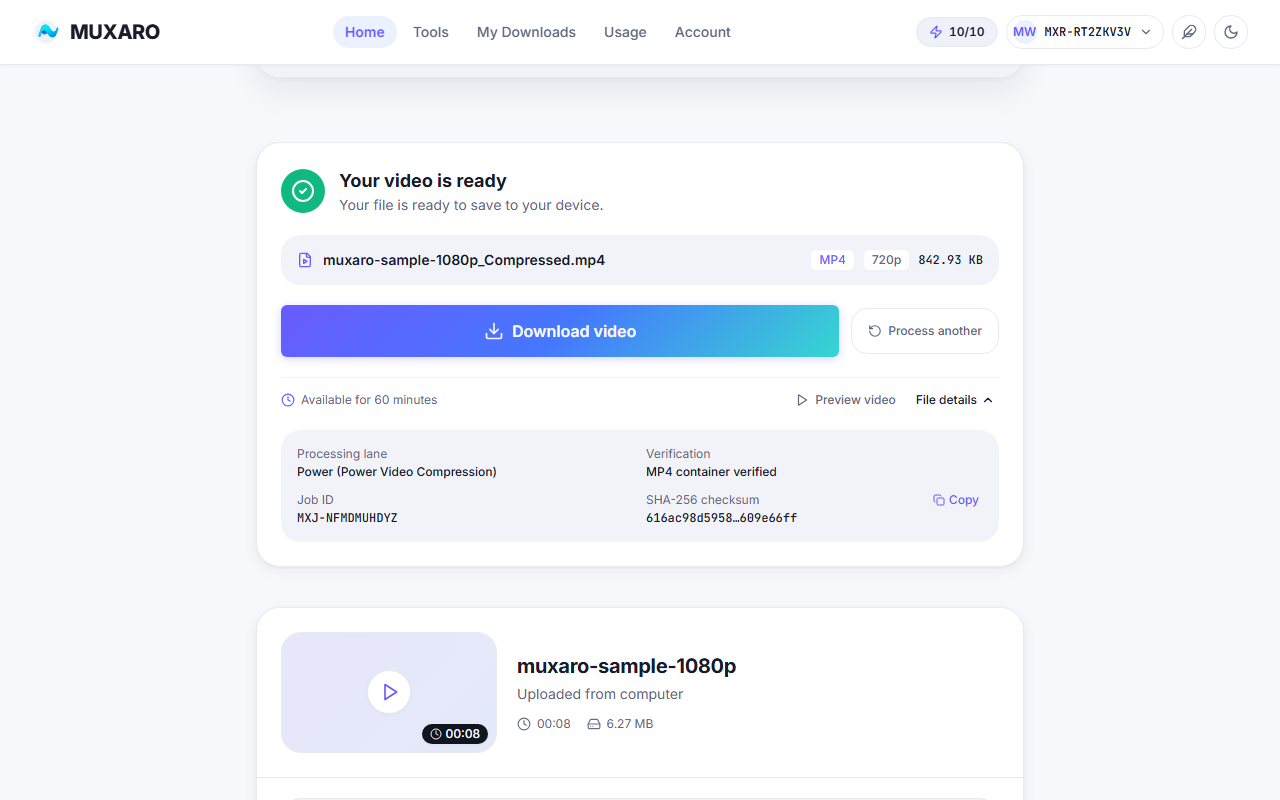 MUXARO
Home
Tools
My Downloads
Usage
Account
10/10
MW
MXR-RT2ZKV3V
Your video is ready
Your file is ready to save to your device.
muxaro-sample-1080p_Compressed.mp4
MP4
720p
842.93 KB
Download video
Process another
Available for 60 minutes
Preview video
File details
Processing lane
Verification
Power (Power Video Compression)
MP4 container verified
Job ID
SHA-256 checksum
Copy
MXJ-NFMDMUHDYZ
616ac98d5958…609e66ff
00:08
muxaro-sample-1080p
Uploaded from computer
00:08
6.27 MB